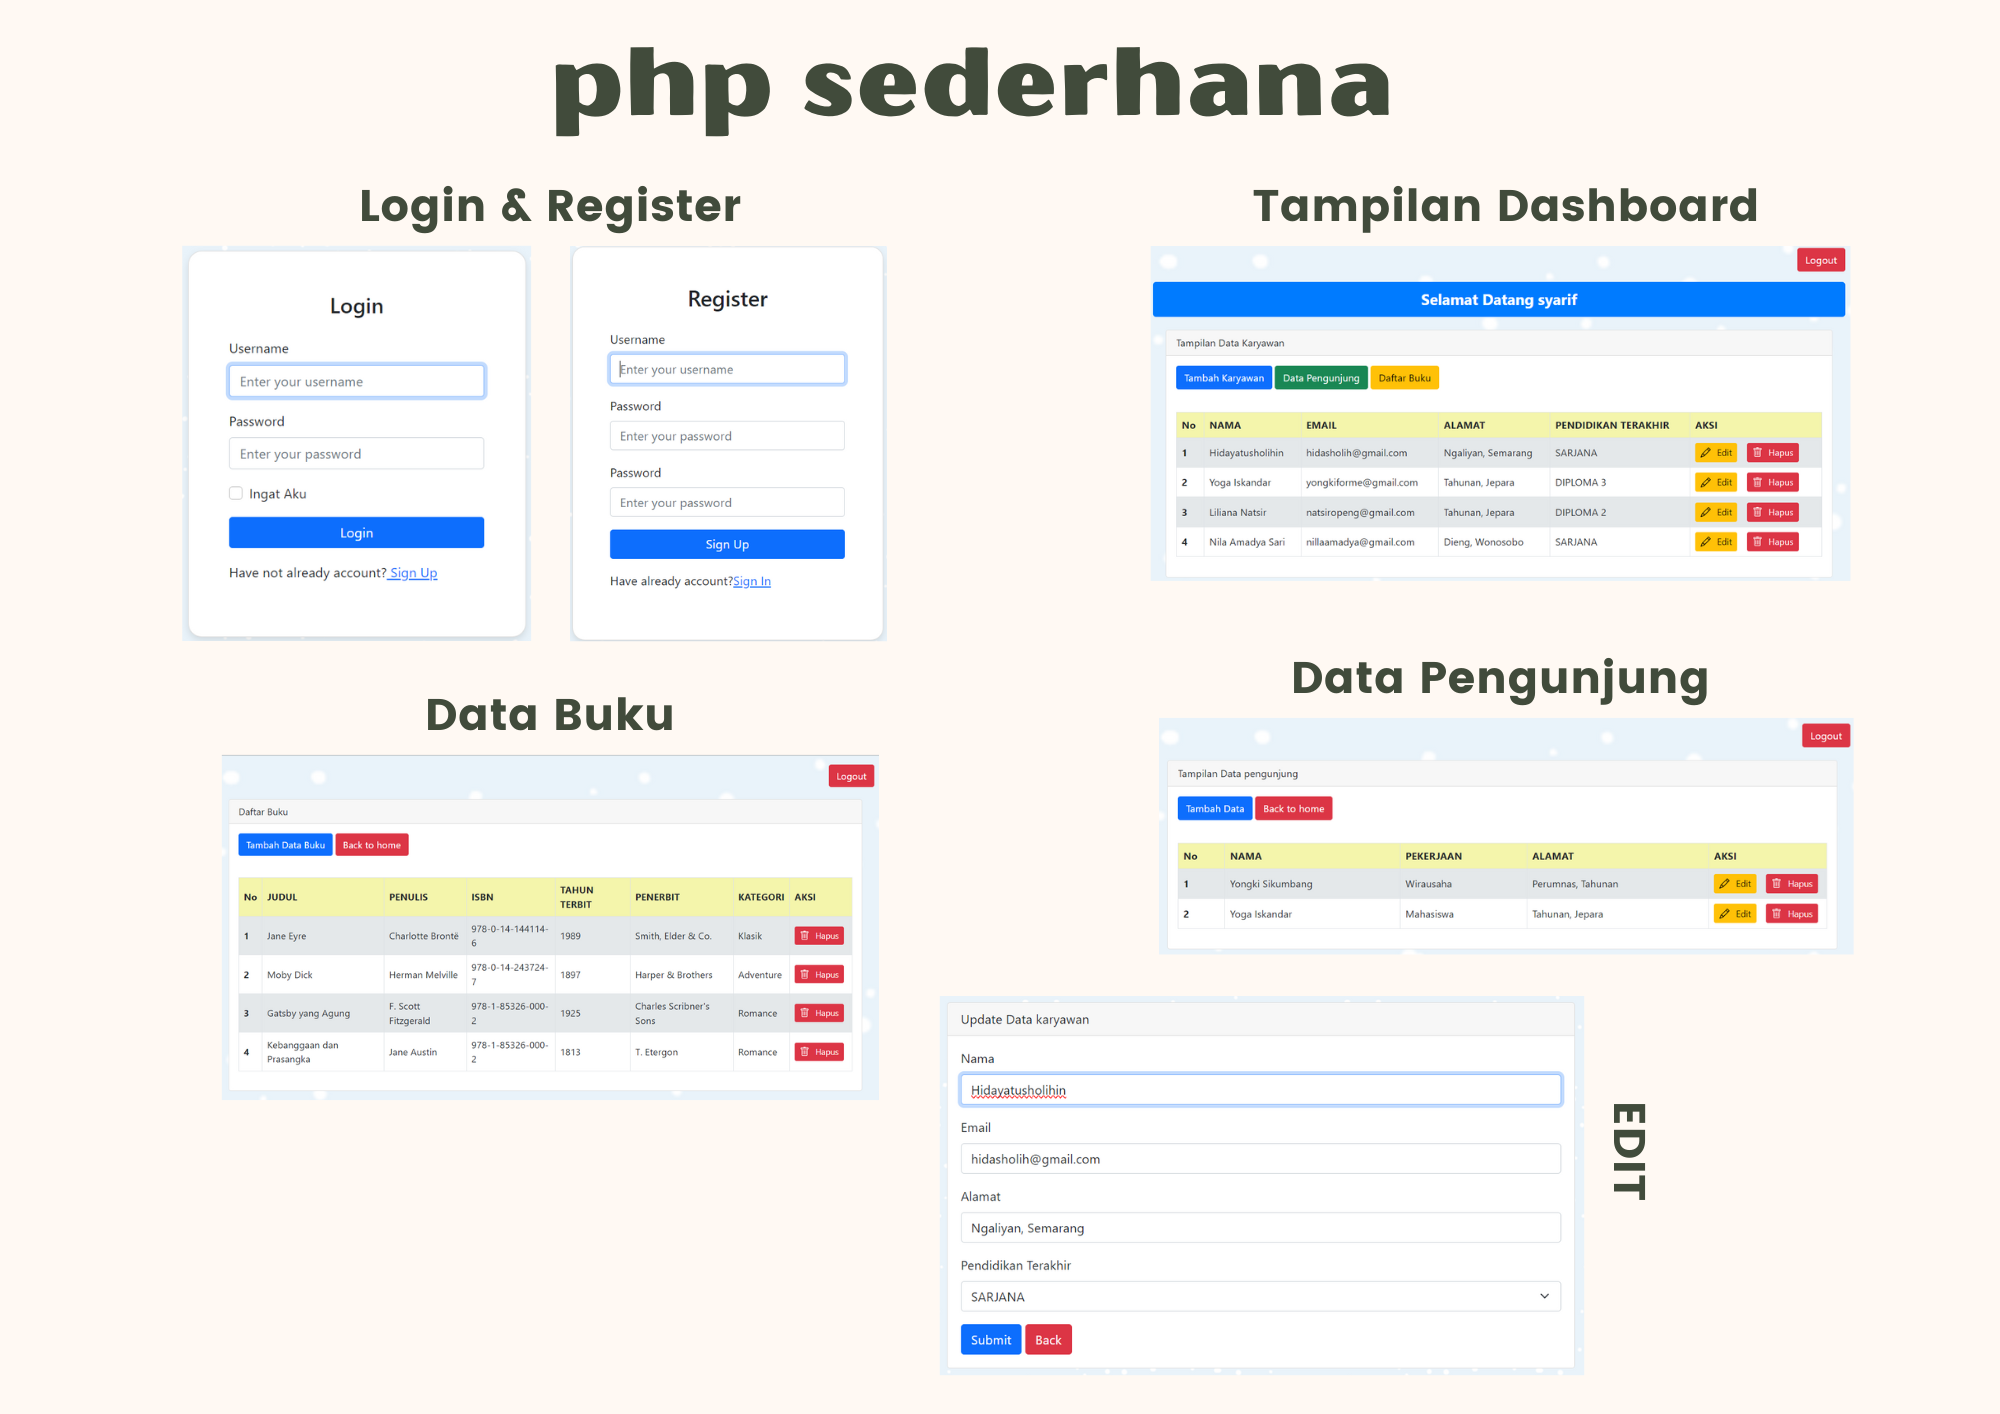 php sederhana
Login & Register
Login
Username
Enter your username
Password
Enter your password
Ingat Aku
Login
Have not already account? Sign Up
Register
Username
Enter your username
Password
Enter your password
Password
Enter your password
Sign Up
Have already account?Sign In
Tampilan Dashboard
Logout
Selamat Datang syarif
Tampilan Data Karyawan
Tambah Karyawan Data Pengunjung Daftar Buku
No NAMA EMAIL ALAMAT PENDIDIKAN TERAKHIR AKSI
1 Hidayatusholihin hidasholih@gmail.com Ngaliyan, Semarang SARJANA Edit Hapus
2 Yoga Iskandar yongkiforme@gmail.com Tahunan, Jepara DIPLOMA 3 Edit Hapus
3 Liliana Natsir natsiropeng@gmail.com Tahunan, Jepara DIPLOMA 2 Edit Hapus
4 Nila Amadya Sari nillaamadya@gmail.com Dieng, Wonosobo SARJANA Edit Hapus
Data Buku
Logout
Daftar Buku
Tambah Data Buku Back to home
No JUDUL PENULIS ISBN TAHUN TERBIT PENERBIT KATEGORI AKSI
1 Jane Eyre Charlotte Brontë 978-0-14-144114-6 1989 Smith, Elder & Co. Klasik Hapus
2 Moby Dick Herman Melville 978-0-14-243724-7 1897 Harper & Brothers Adventure Hapus
3 Gatsby yang Agung F. Scott Fitzgerald 978-1-85326-000-2 1925 Charles Scribner's Sons Romance Hapus
4 Kebanggaan dan Prasangka Jane Austin 978-1-85326-000-2 1813 T. Etergon Romance Hapus
Data Pengunjung
Logout
Tampilan Data pengunjung
Tambah Data Back to home
No NAMA PEKERJAAN ALAMAT AKSI
1 Yongki Sikumbang Wirausaha Perumnas, Tahunan Edit Hapus
2 Yoga Iskandar Mahasiswa Tahunan, Jepara Edit Hapus
Update Data karyawan
Nama
Hidayatusholihin
Email
hidasholih@gmail.com
Alamat
Ngaliyan, Semarang
Pendidikan Terakhir
SARJANA
Submit Back
EDIT